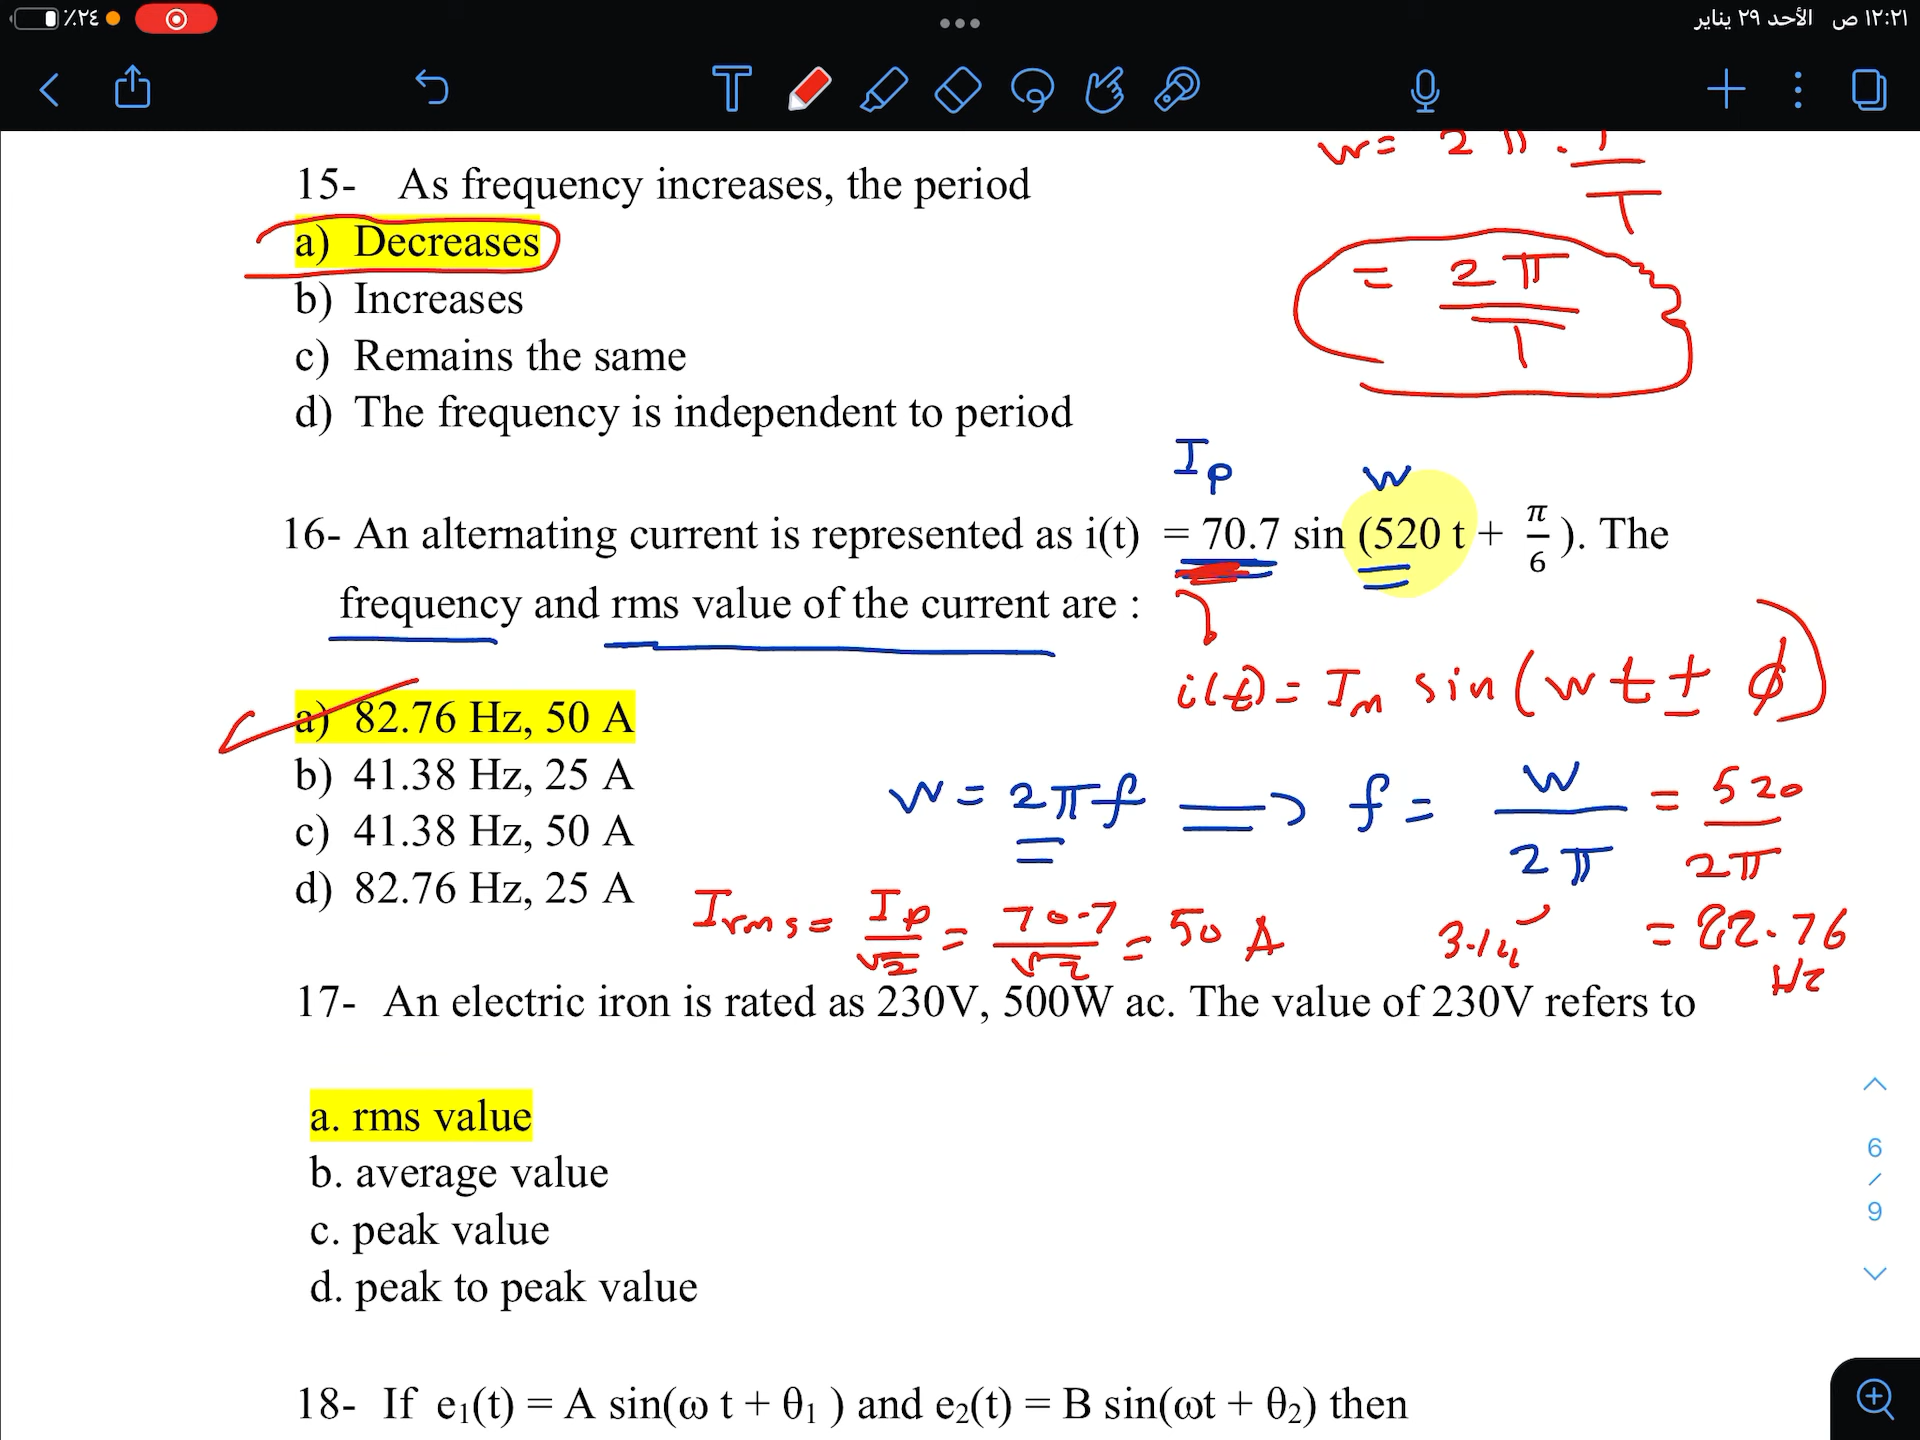 ٪٢٤
١٢:٢١ ص الأحد ٢٩ يناير
w = 2π . 1/T
15- As frequency increases, the period
a) Decreases
= 2π/T
b) Increases
c) Remains the same
d) The frequency is independent to period
Ip w
16- An alternating current is represented as i(t) = 70.7 sin (520 t + π/6 ). The
frequency and rms value of the current are :
i(t) = Im sin(wt ± ϕ)
a) 82.76 Hz, 50 A
b) 41.38 Hz, 25 A
w = 2πf ⟹ f = w/2π = 520/2π
c) 41.38 Hz, 50 A
d) 82.76 Hz, 25 A
Irms = Ip/√2 = 70.7/√2 = 50 A
3.14
= 82.76 Hz
17- An electric iron is rated as 230V, 500W ac. The value of 230V refers to
a. rms value
b. average value
c. peak value
d. peak to peak value
6
/
9
18- If e₁(t) = A sin(ω t + θ₁ ) and e₂(t) = B sin(ωt + θ₂) then